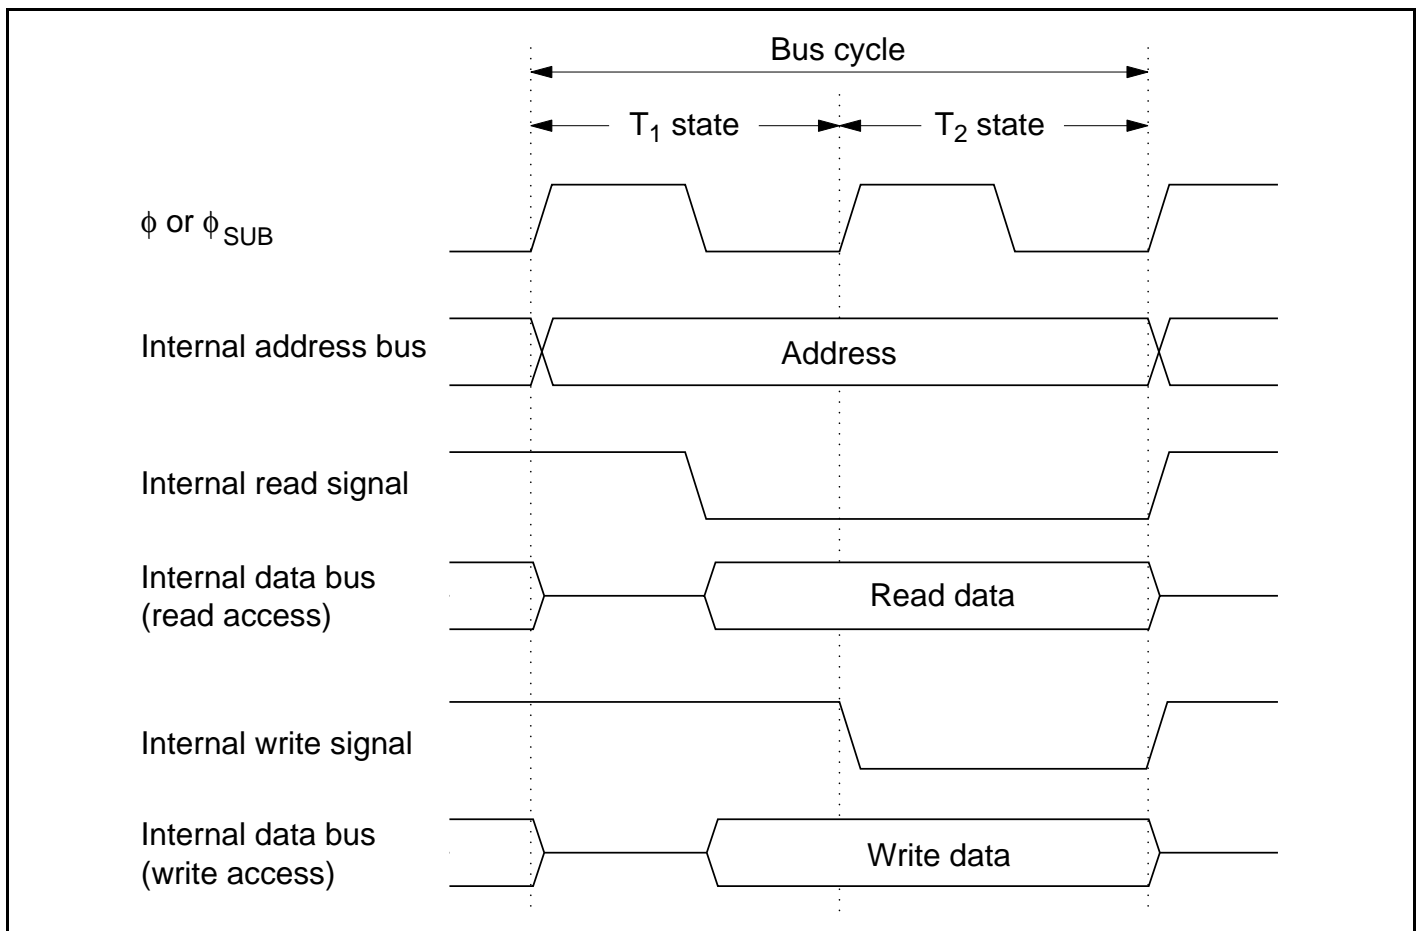 Bus cycle
T1 state
T2 state
ϕ or ϕSUB
Internal address bus
Address
Internal read signal
Internal data bus
(read access)
Read data
Internal write signal
Internal data bus
(write access)
Write data